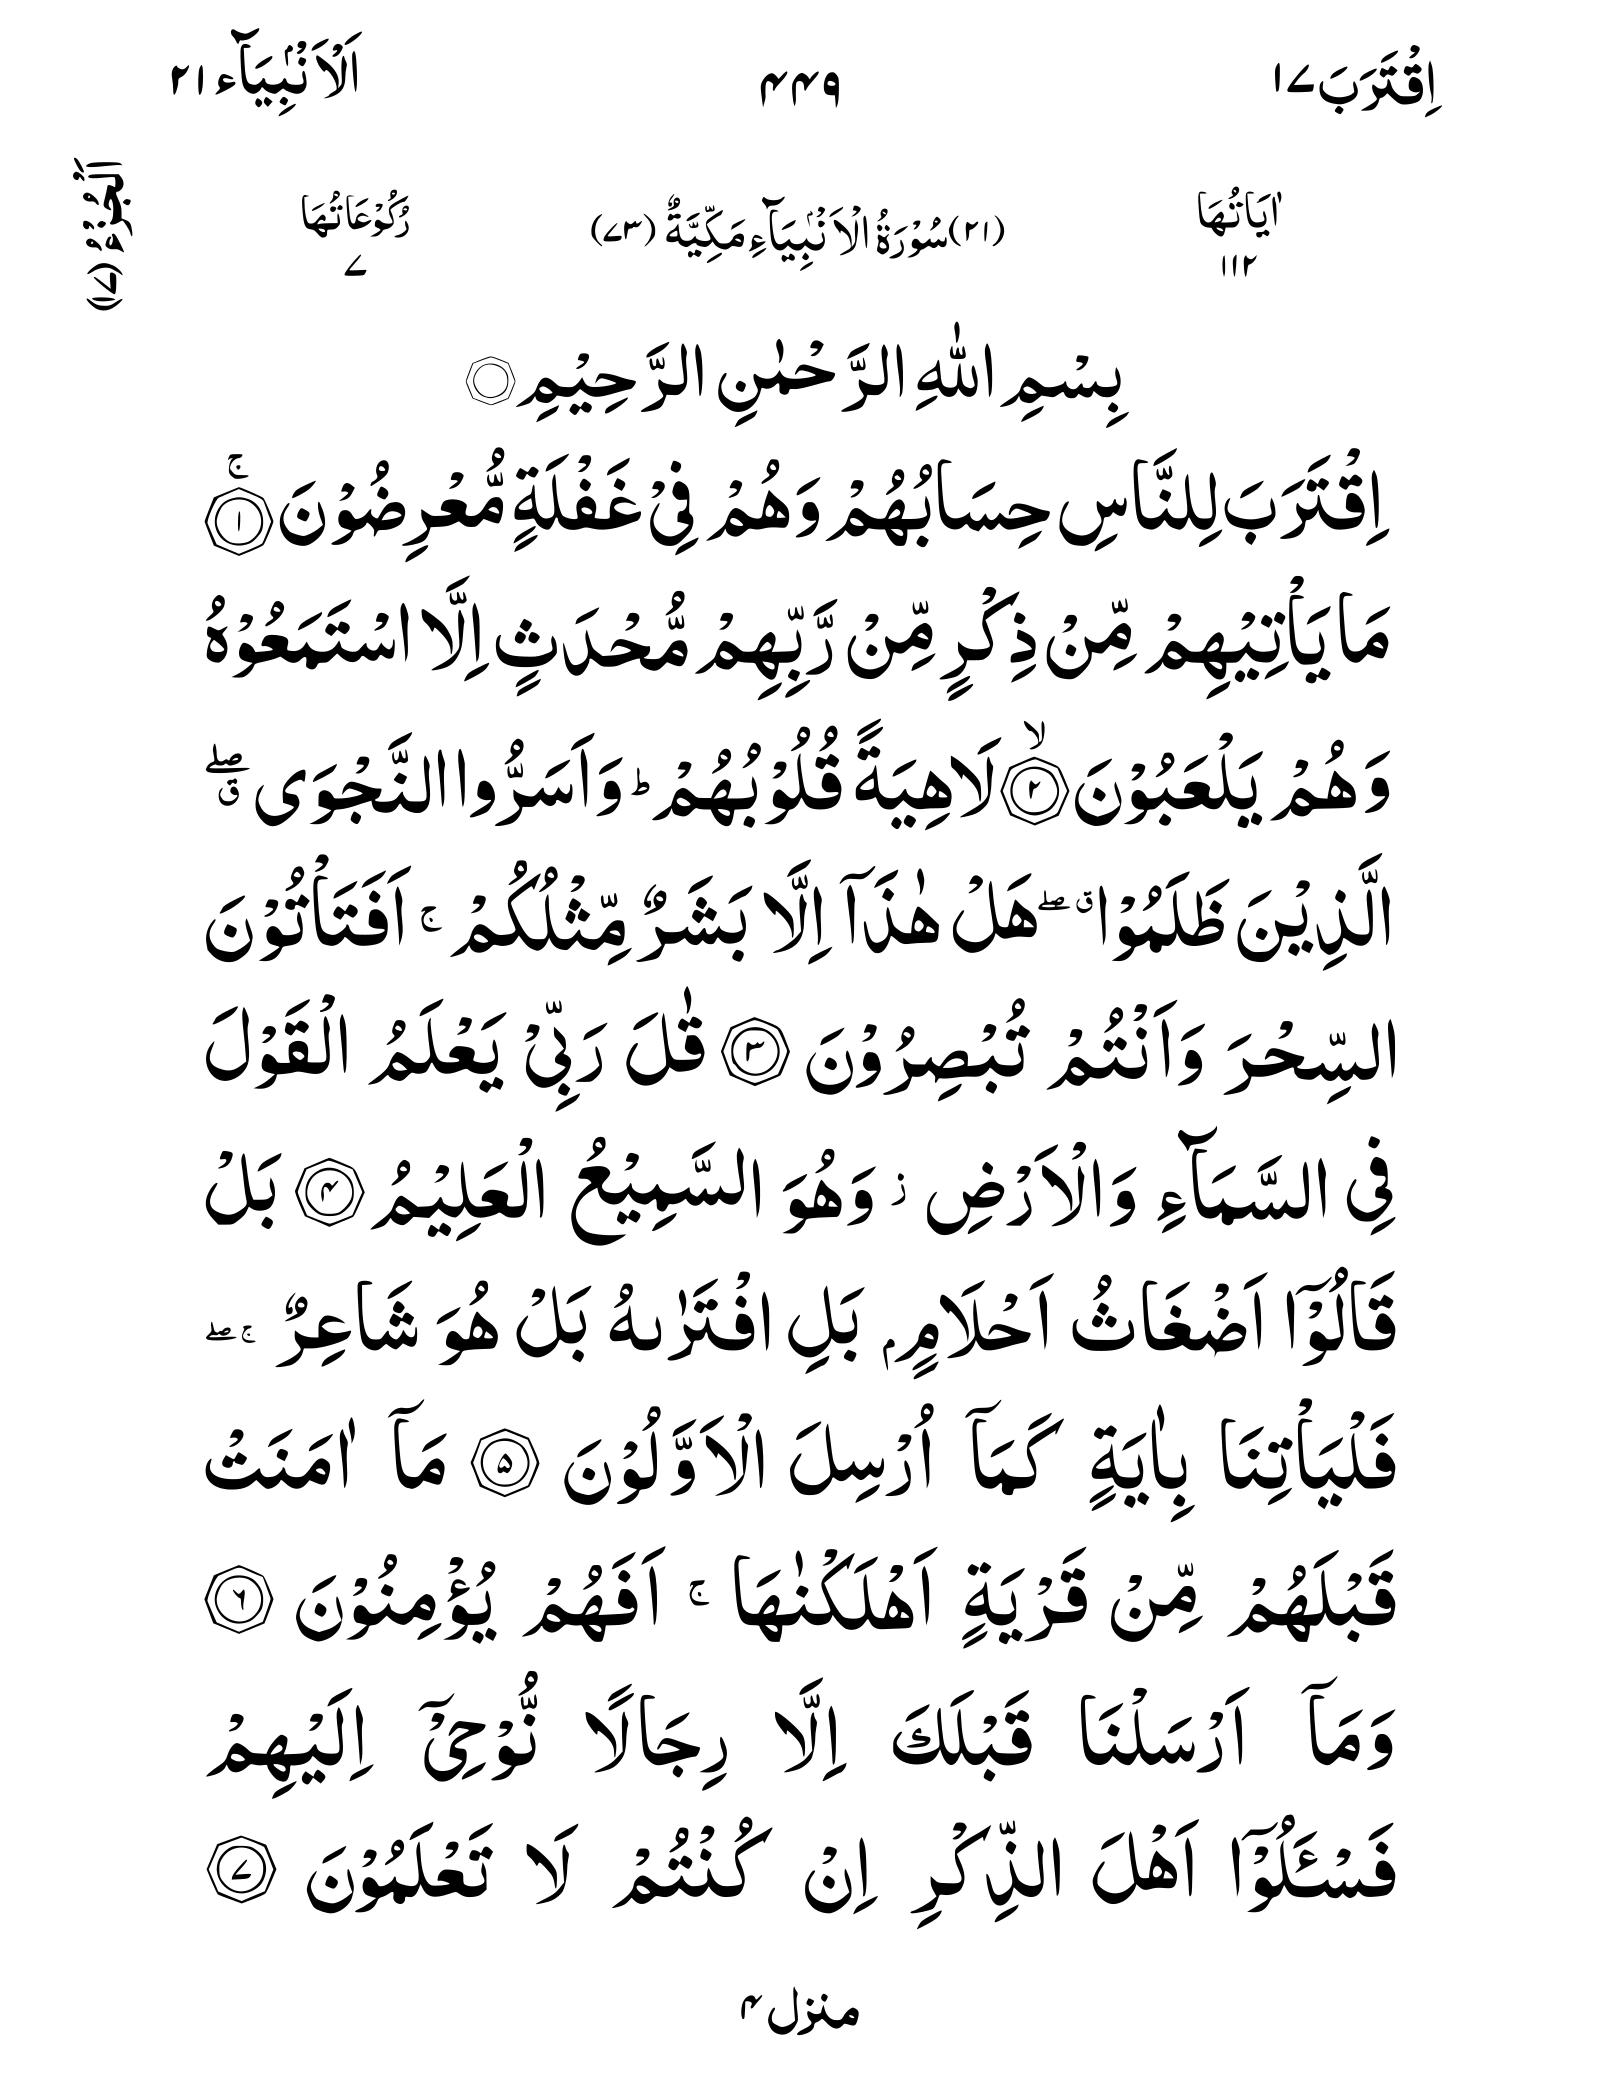 اِقْتَرَبَ ۱۷ ۴۴۹ اَلْاَنْۢبِيَآء ۲۱
اَلْجُزْءُ (۱۷)
اٰيَاتُهَا ۱۱۲ (۲۱) سُوْرَةُ الْاَنْۢبِيَآءِ مَكِّيَّةٌ (۷۳) رُكُوْعَاتُهَا ۷
بِسْمِ اللّٰهِ الرَّحْمٰنِ الرَّحِيْمِ ۝
اِقْتَرَبَ لِلنَّاسِ حِسَابُهُمْ وَهُمْ فِيْ غَفْلَةٍ مُّعْرِضُوْنَ ۚ﴿۱﴾
مَا يَاْتِيْهِمْ مِّنْ ذِكْرٍ مِّنْ رَّبِّهِمْ مُّحْدَثٍ اِلَّا اسْتَمَعُوْهُ
وَهُمْ يَلْعَبُوْنَ ۙ﴿۲﴾ لَاهِيَةً قُلُوْبُهُمْ ؕ وَاَسَرُّوا النَّجْوَى ۖق
الَّذِيْنَ ظَلَمُوْا ق ۖ هَلْ هٰذَآ اِلَّا بَشَرٌ مِّثْلُكُمْ ۚ اَفَتَاْتُوْنَ
السِّحْرَ وَاَنْتُمْ تُبْصِرُوْنَ ﴿۳﴾ قٰلَ رَبِّيْ يَعْلَمُ الْقَوْلَ
فِي السَّمَآءِ وَالْاَرْضِ ز وَهُوَ السَّمِيْعُ الْعَلِيْمُ ﴿۴﴾ بَلْ
قَالُوْٓا اَضْغَاثُ اَحْلَامٍۭ بَلِ افْتَرٰىهُ بَلْ هُوَ شَاعِرٌ ۚ ۖ
فَلْيَاْتِنَا بِاٰيَةٍ كَمَآ اُرْسِلَ الْاَوَّلُوْنَ ﴿۵﴾ مَآ اٰمَنَتْ
قَبْلَهُمْ مِّنْ قَرْيَةٍ اَهْلَكْنٰهَا ۚ اَفَهُمْ يُؤْمِنُوْنَ ﴿۶﴾
وَمَآ اَرْسَلْنَا قَبْلَكَ اِلَّا رِجَالًا نُّوْحِيْٓ اِلَيْهِمْ
فَسْـَٔلُوْٓا اَهْلَ الذِّكْرِ اِنْ كُنْتُمْ لَا تَعْلَمُوْنَ ﴿۷﴾
منزل ۴